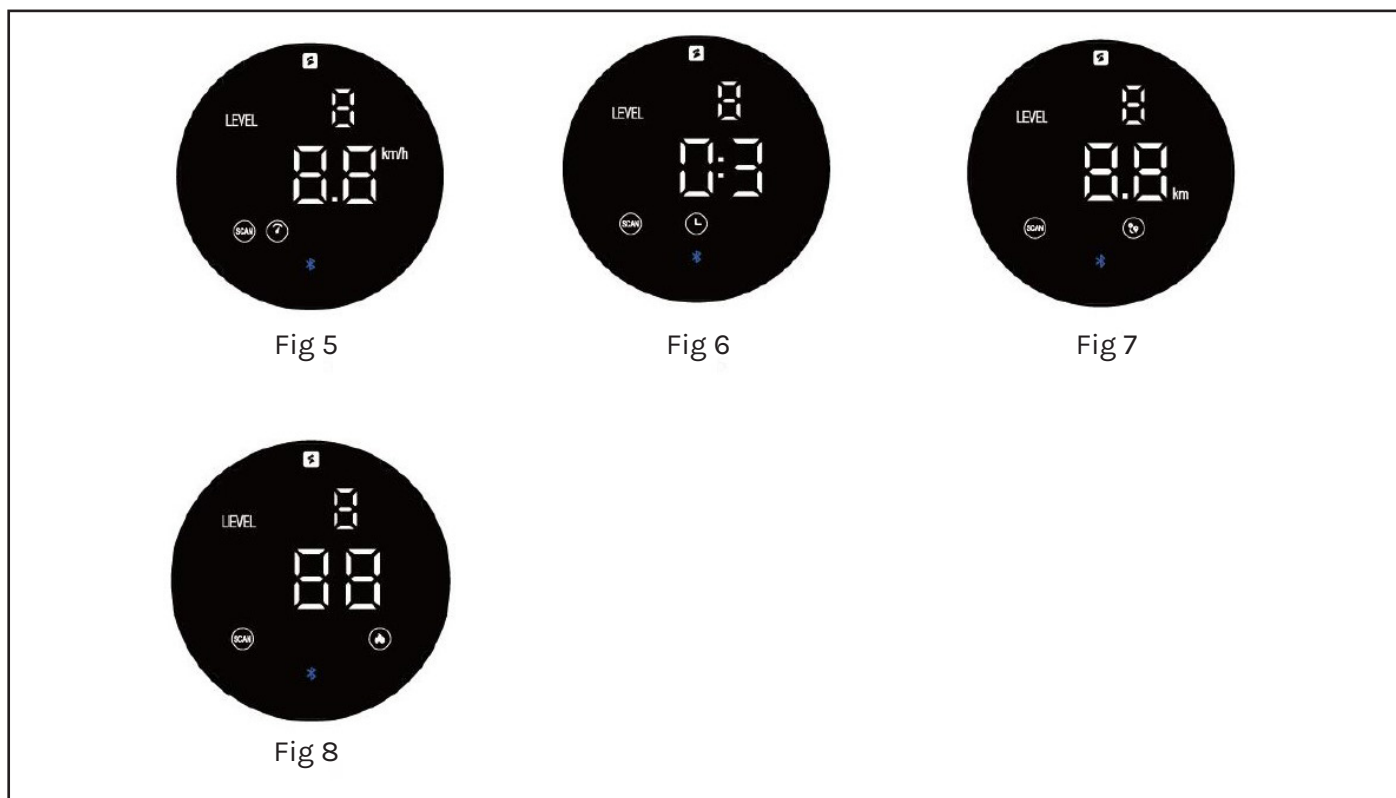 8
LEVEL
8.8 km/h
SCAN
Fig 5
8
LEVEL
0:3
SCAN
Fig 6
8
LEVEL
8.8 km
SCAN
Fig 7
8
LEVEL
88
SCAN
Fig 8